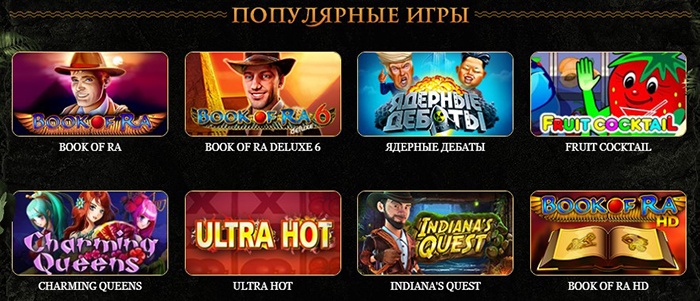 ПОПУЛЯРНЫЕ ИГРЫ
BOOK OF RA
BOOK OF RA 6
deluxe
ЯДЕРНЫЕ
ДЕБАТЫ
FRUIT COCKTAIL
BOOK OF RA
BOOK OF RA DELUXE 6
ЯДЕРНЫЕ ДЕБАТЫ
FRUIT COCKTAIL
Charming
Queens
ULTRA HOT
INDIANA'S
QUEST
BOOK OF RA
HD
CHARMING QUEENS
ULTRA HOT
INDIANA'S QUEST
BOOK OF RA HD